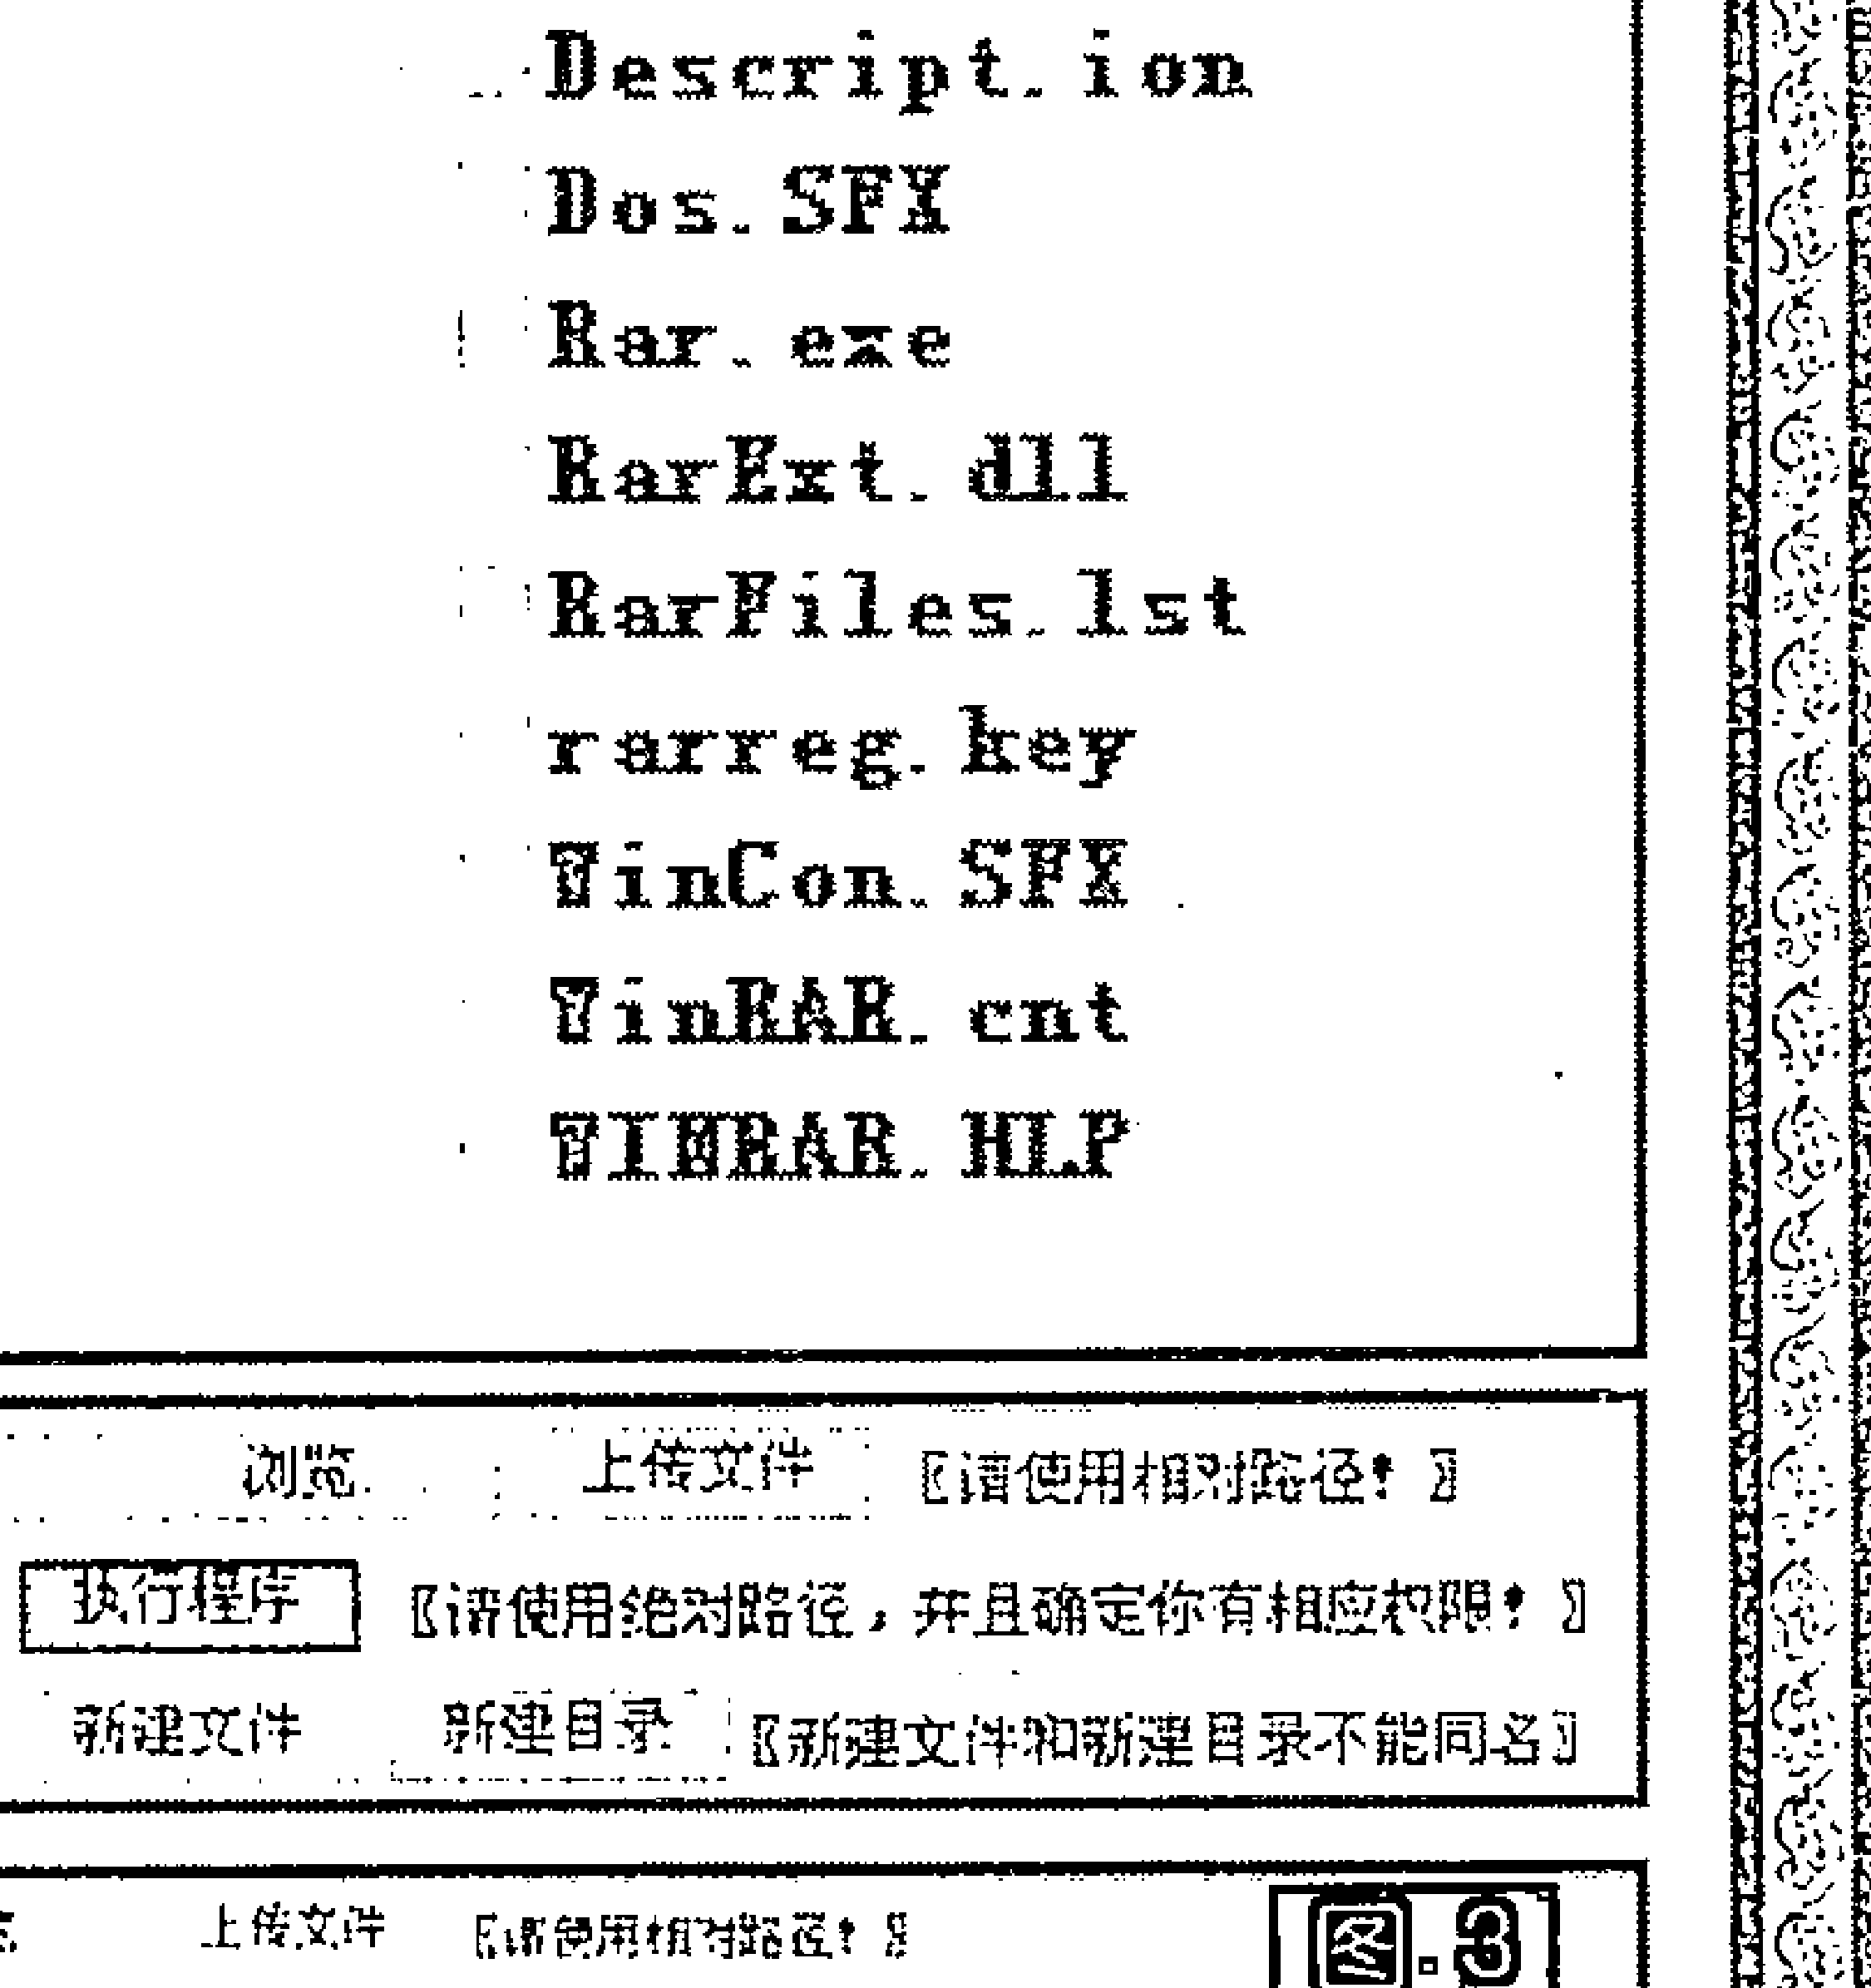 Descript.ion
Dos.SFX
Rar.exe
RarExt.dll
RarFiles.lst
rarreg.key
WinCon.SFX
WinRAR.cnt
WINRAR.HLP
浏览... 上传文件 〖请使用相对路径!〗
执行程序 〖请使用绝对路径,并且确定你有相应权限!〗
新建文件 新建目录 〖新建文件和新建目录不能同名〗
上传文件 〖请使用相对路径!〗
图.3